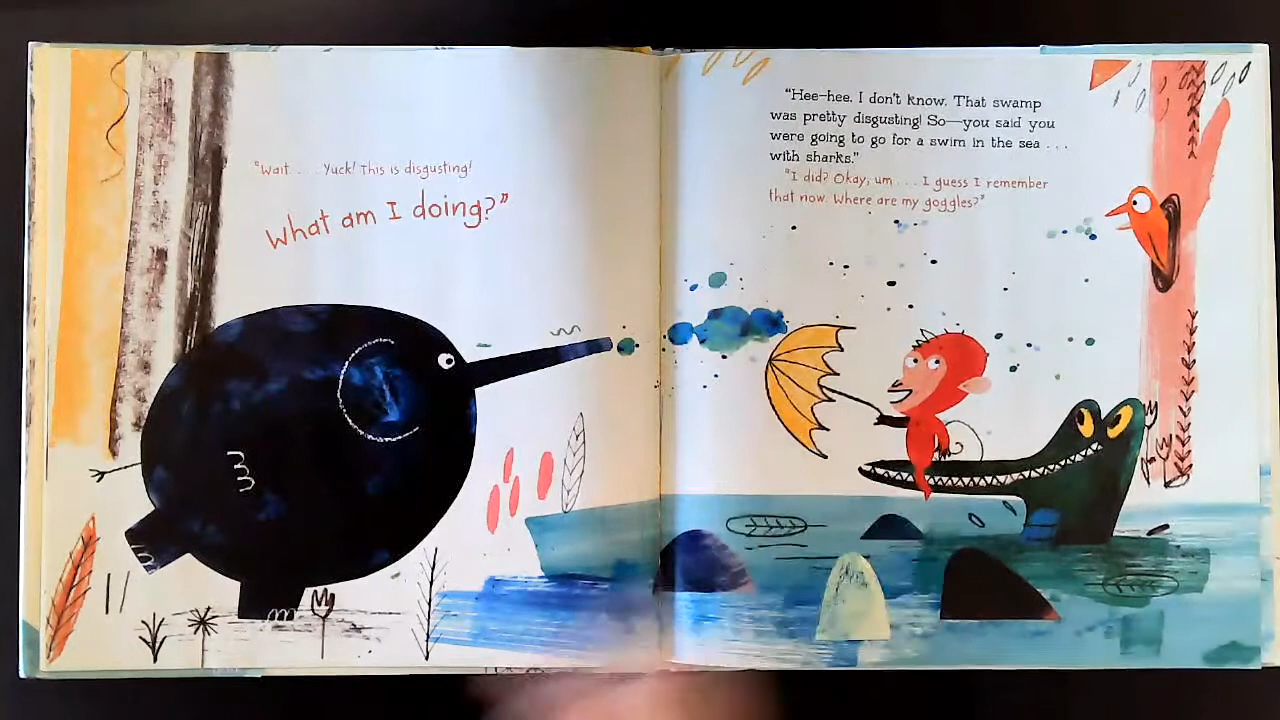 "Wait . . . Yuck! This is disgusting!
What am I doing?"
"Hee-hee. I don't know. That swamp
was pretty disgusting! So—you said you
were going to go for a swim in the sea . . .
with sharks."
"I did? Okay, um . . . I guess I remember
that now. Where are my goggles?"